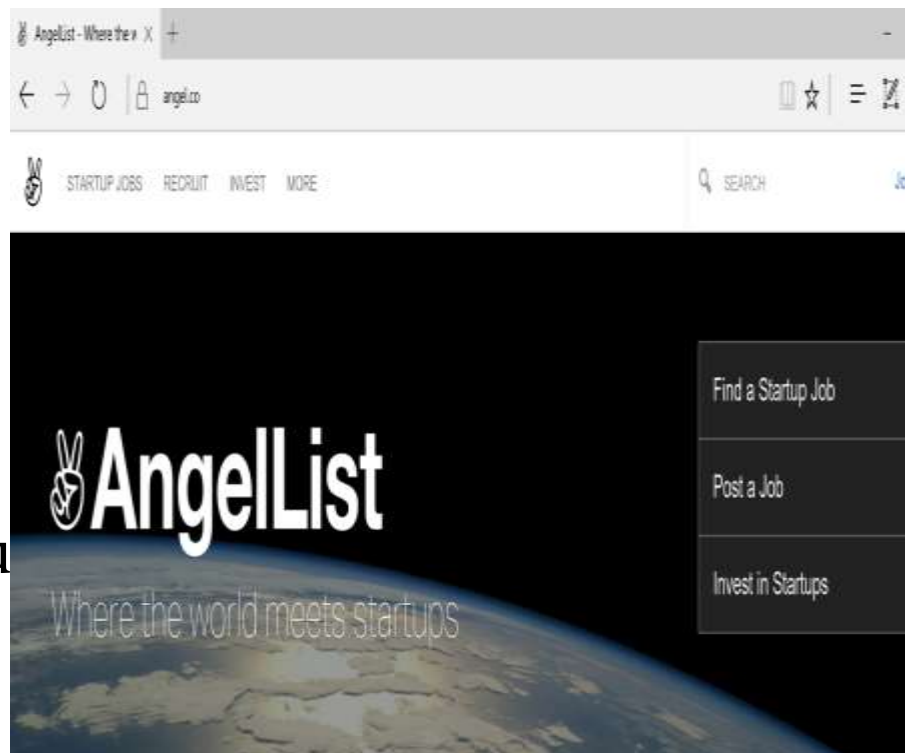 AngelList - Where the w
angel.co
STARTUP JOBS RECRUIT INVEST MORE
SEARCH
Find a Startup Job
AngelList
Post a Job
Where the world meets startups
Invest in Startups